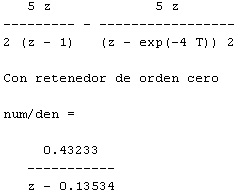 5 z                5 z
--------- - ------------------
2 (z - 1)   (z - exp(-4 T)) 2
Con retenedor de orden cero
num/den =
0.43233
-----------
z - 0.13534